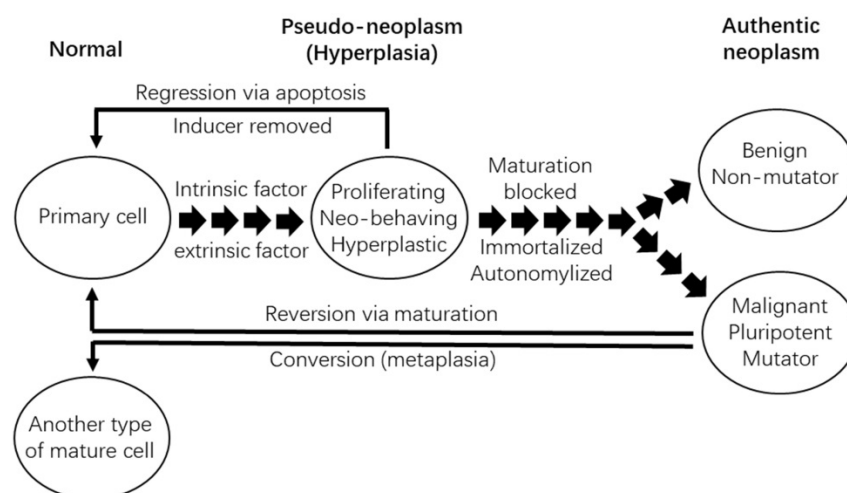 Normal
Pseudo-neoplasm
(Hyperplasia)
Authentic
neoplasm
Regression via apoptosis
Inducer removed
Primary cell
Intrinsic factor
extrinsic factor
Proliferating
Neo-behaving
Hyperplastic
Maturation
blocked
Immortalized
Autonomylized
Benign
Non-mutator
Malignant
Pluripotent
Mutator
Reversion via maturation
Conversion (metaplasia)
Another type
of mature cell